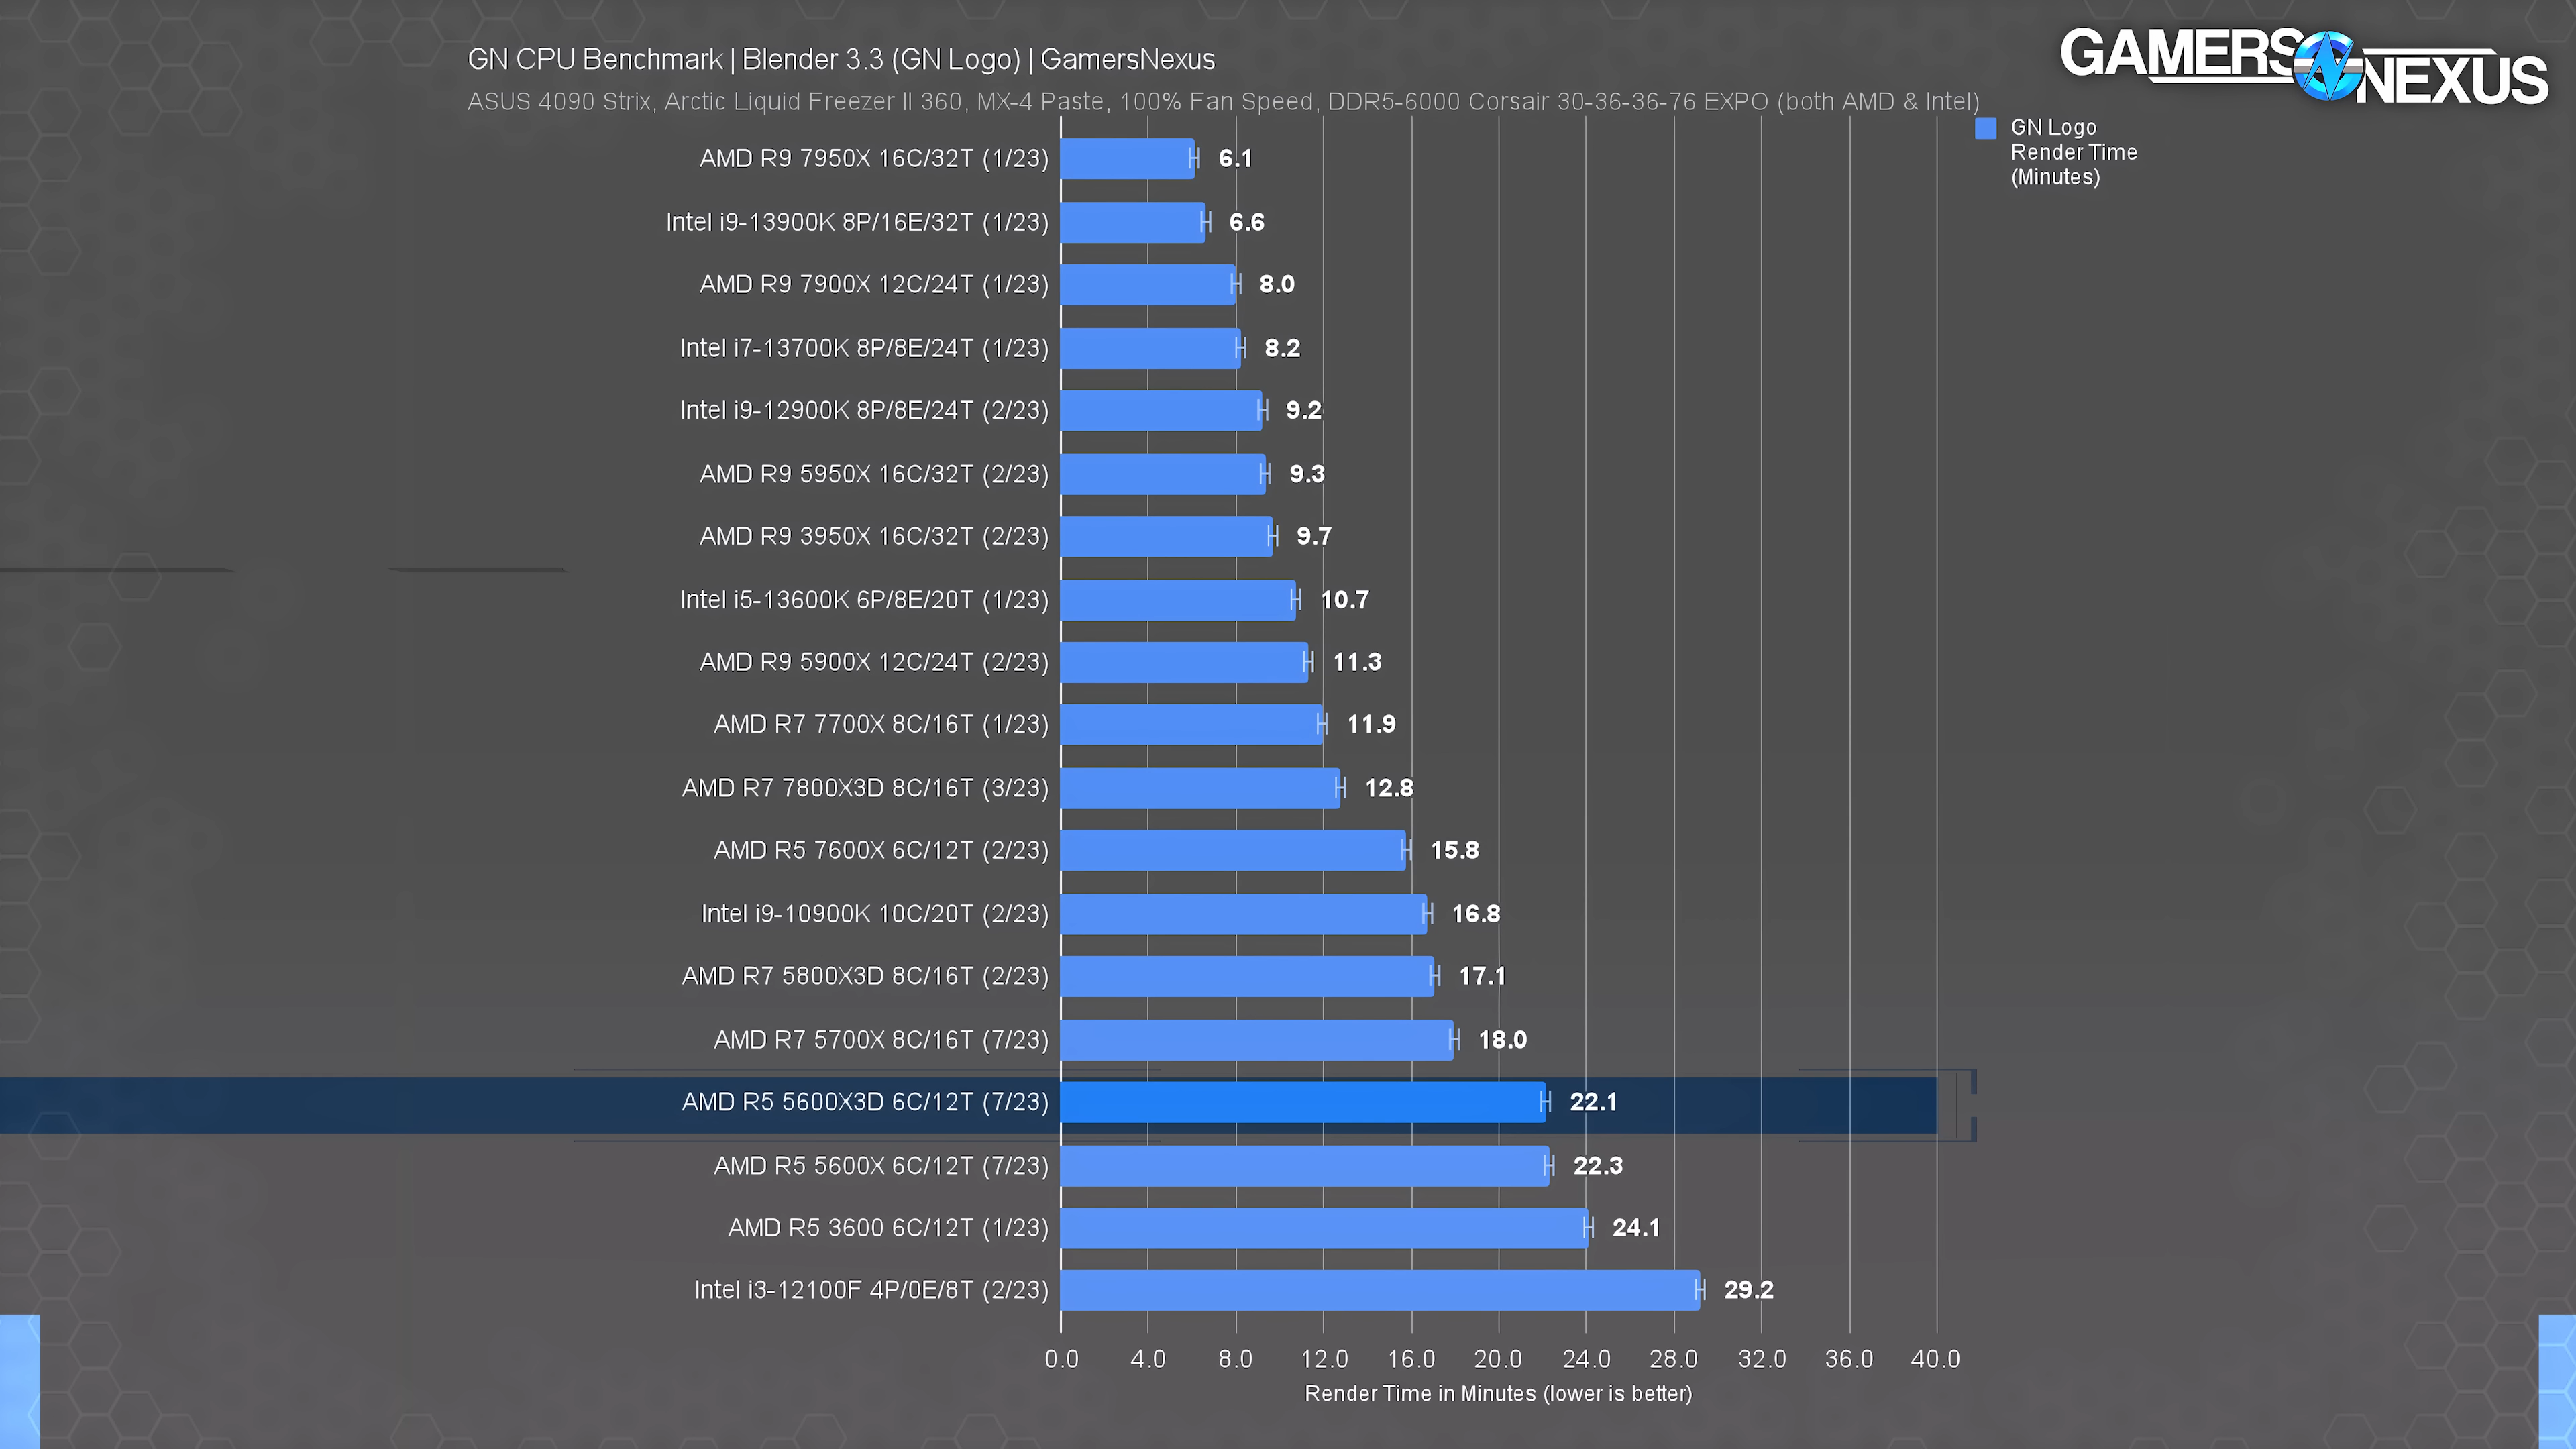 GAMERS NEXUS
GN CPU Benchmark | Blender 3.3 (GN Logo) | GamersNexus
ASUS 4090 Strix, Arctic Liquid Freezer II 360, MX-4 Paste, 100% Fan Speed, DDR5-6000 Corsair 30-36-36-76 EXPO (both AMD & Intel)
GN Logo
Render Time
(Minutes)
AMD R9 7950X 16C/32T (1/23) 6.1
Intel i9-13900K 8P/16E/32T (1/23) 6.6
AMD R9 7900X 12C/24T (1/23) 8.0
Intel i7-13700K 8P/8E/24T (1/23) 8.2
Intel i9-12900K 8P/8E/24T (2/23) 9.2
AMD R9 5950X 16C/32T (2/23) 9.3
AMD R9 3950X 16C/32T (2/23) 9.7
Intel i5-13600K 6P/8E/20T (1/23) 10.7
AMD R9 5900X 12C/24T (2/23) 11.3
AMD R7 7700X 8C/16T (1/23) 11.9
AMD R7 7800X3D 8C/16T (3/23) 12.8
AMD R5 7600X 6C/12T (2/23) 15.8
Intel i9-10900K 10C/20T (2/23) 16.8
AMD R7 5800X3D 8C/16T (2/23) 17.1
AMD R7 5700X 8C/16T (7/23) 18.0
AMD R5 5600X3D 6C/12T (7/23) 22.1
AMD R5 5600X 6C/12T (7/23) 22.3
AMD R5 3600 6C/12T (1/23) 24.1
Intel i3-12100F 4P/0E/8T (2/23) 29.2
0.0 4.0 8.0 12.0 16.0 20.0 24.0 28.0 32.0 36.0 40.0
Render Time in Minutes (lower is better)